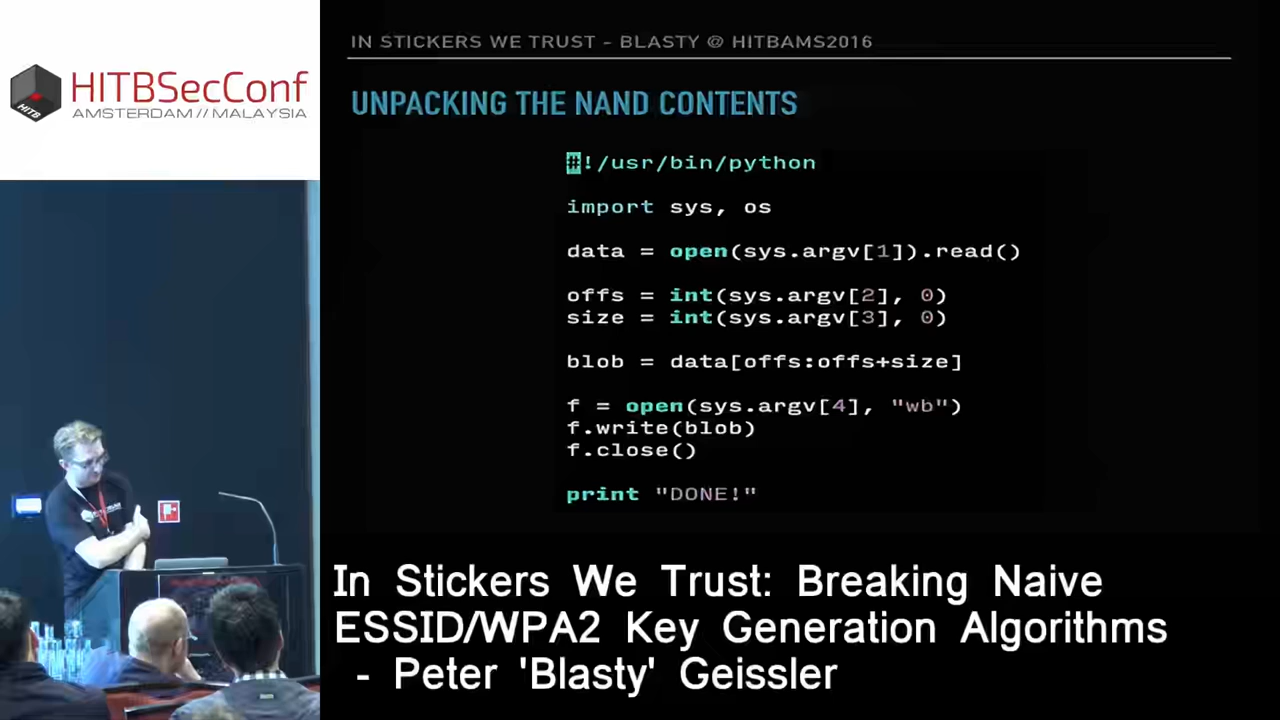 HITBSecConf
AMSTERDAM // MALAYSIA
HITB
IN STICKERS WE TRUST - BLASTY @ HITBAMS2016
UNPACKING THE NAND CONTENTS
#!/usr/bin/python
import sys, os
data = open(sys.argv[1]).read()
offs = int(sys.argv[2], 0)
size = int(sys.argv[3], 0)
blob = data[offs:offs+size]
f = open(sys.argv[4], "wb")
f.write(blob)
f.close()
print "DONE!"
In Stickers We Trust: Breaking Naive
ESSID/WPA2 Key Generation Algorithms
- Peter 'Blasty' Geissler